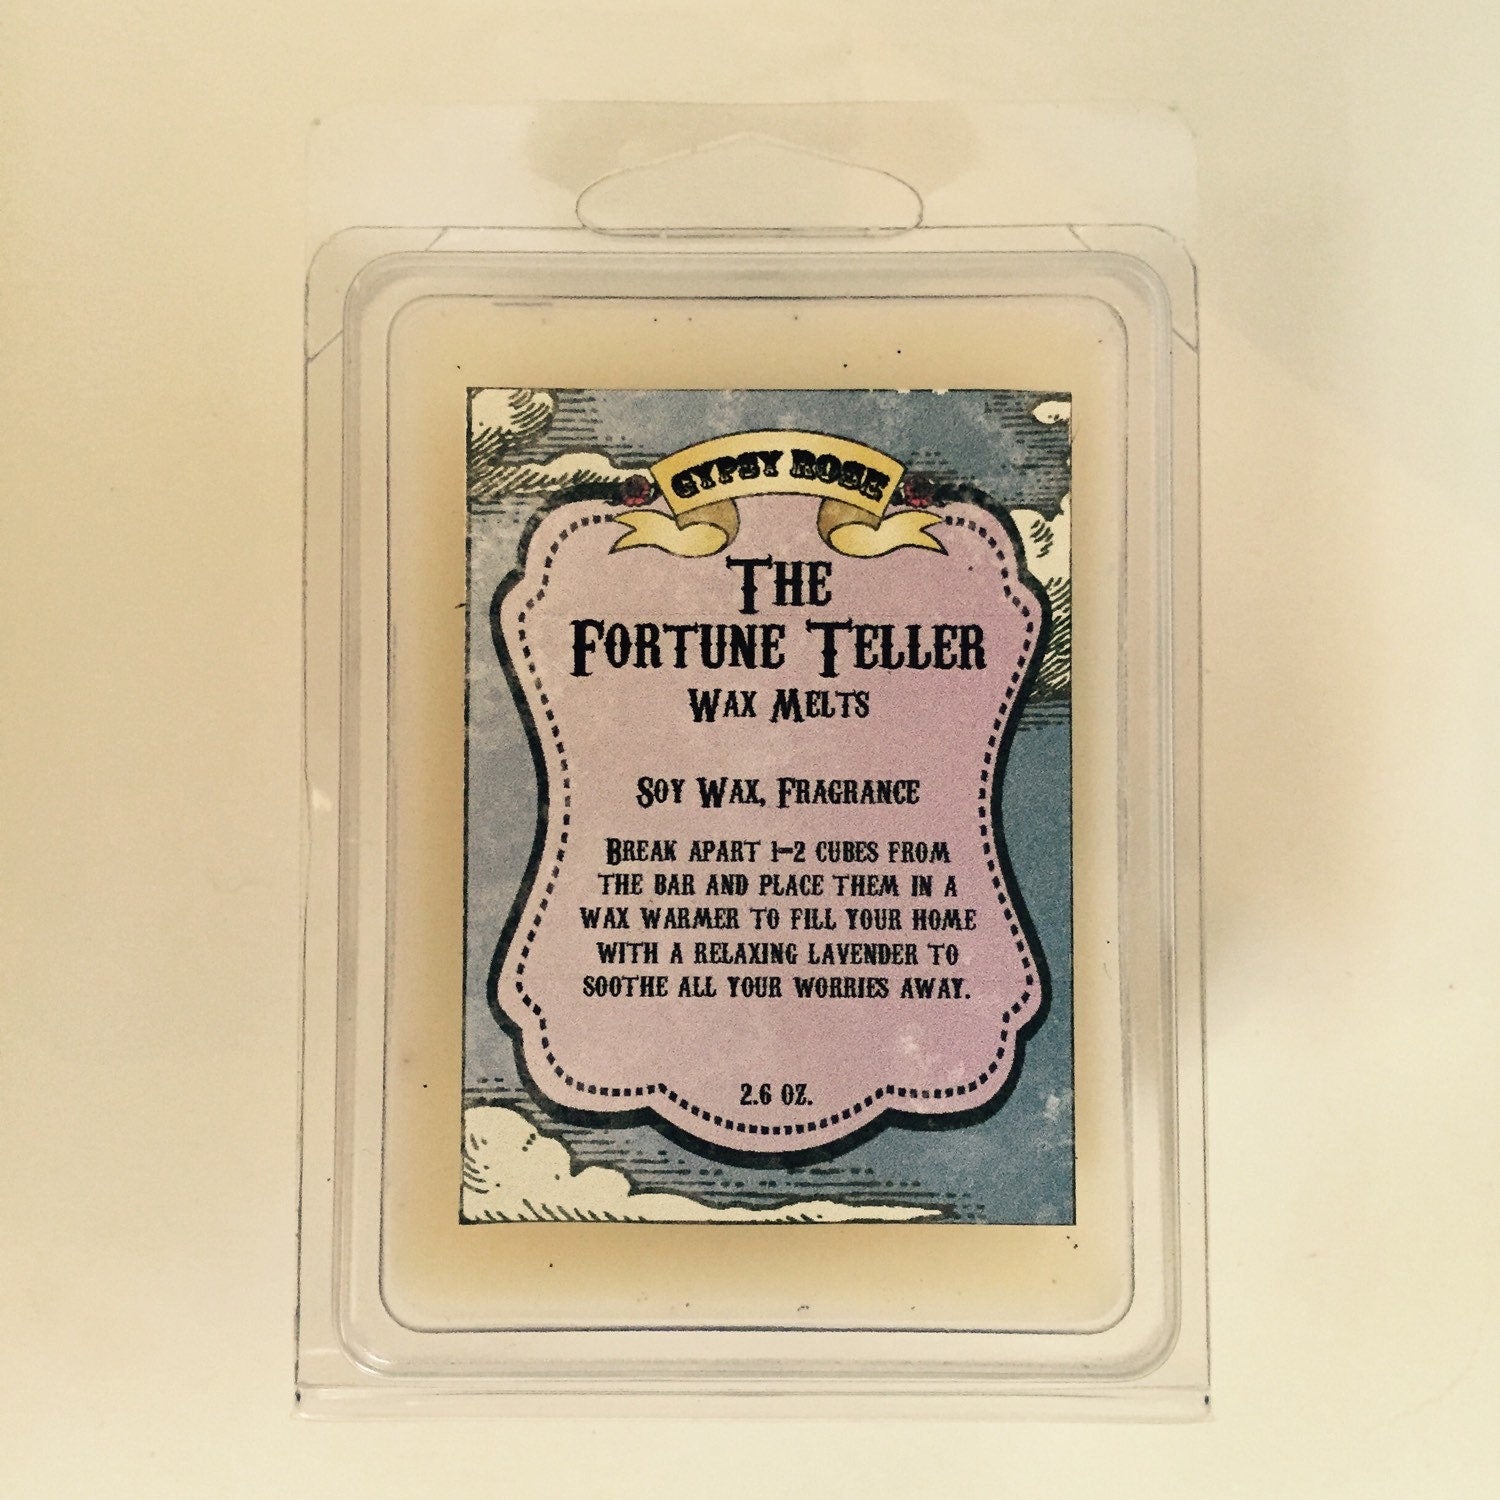 GYPSY ROSE
THE
FORTUNE TELLER
WAX MELTS
SOY WAX, FRAGRANCE
BREAK APART 1-2 CUBES FROM
THE BAR AND PLACE THEM IN A
WAX WARMER TO FILL YOUR HOME
WITH A RELAXING LAVENDER TO
SOOTHE ALL YOUR WORRIES AWAY.
2.6 OZ.